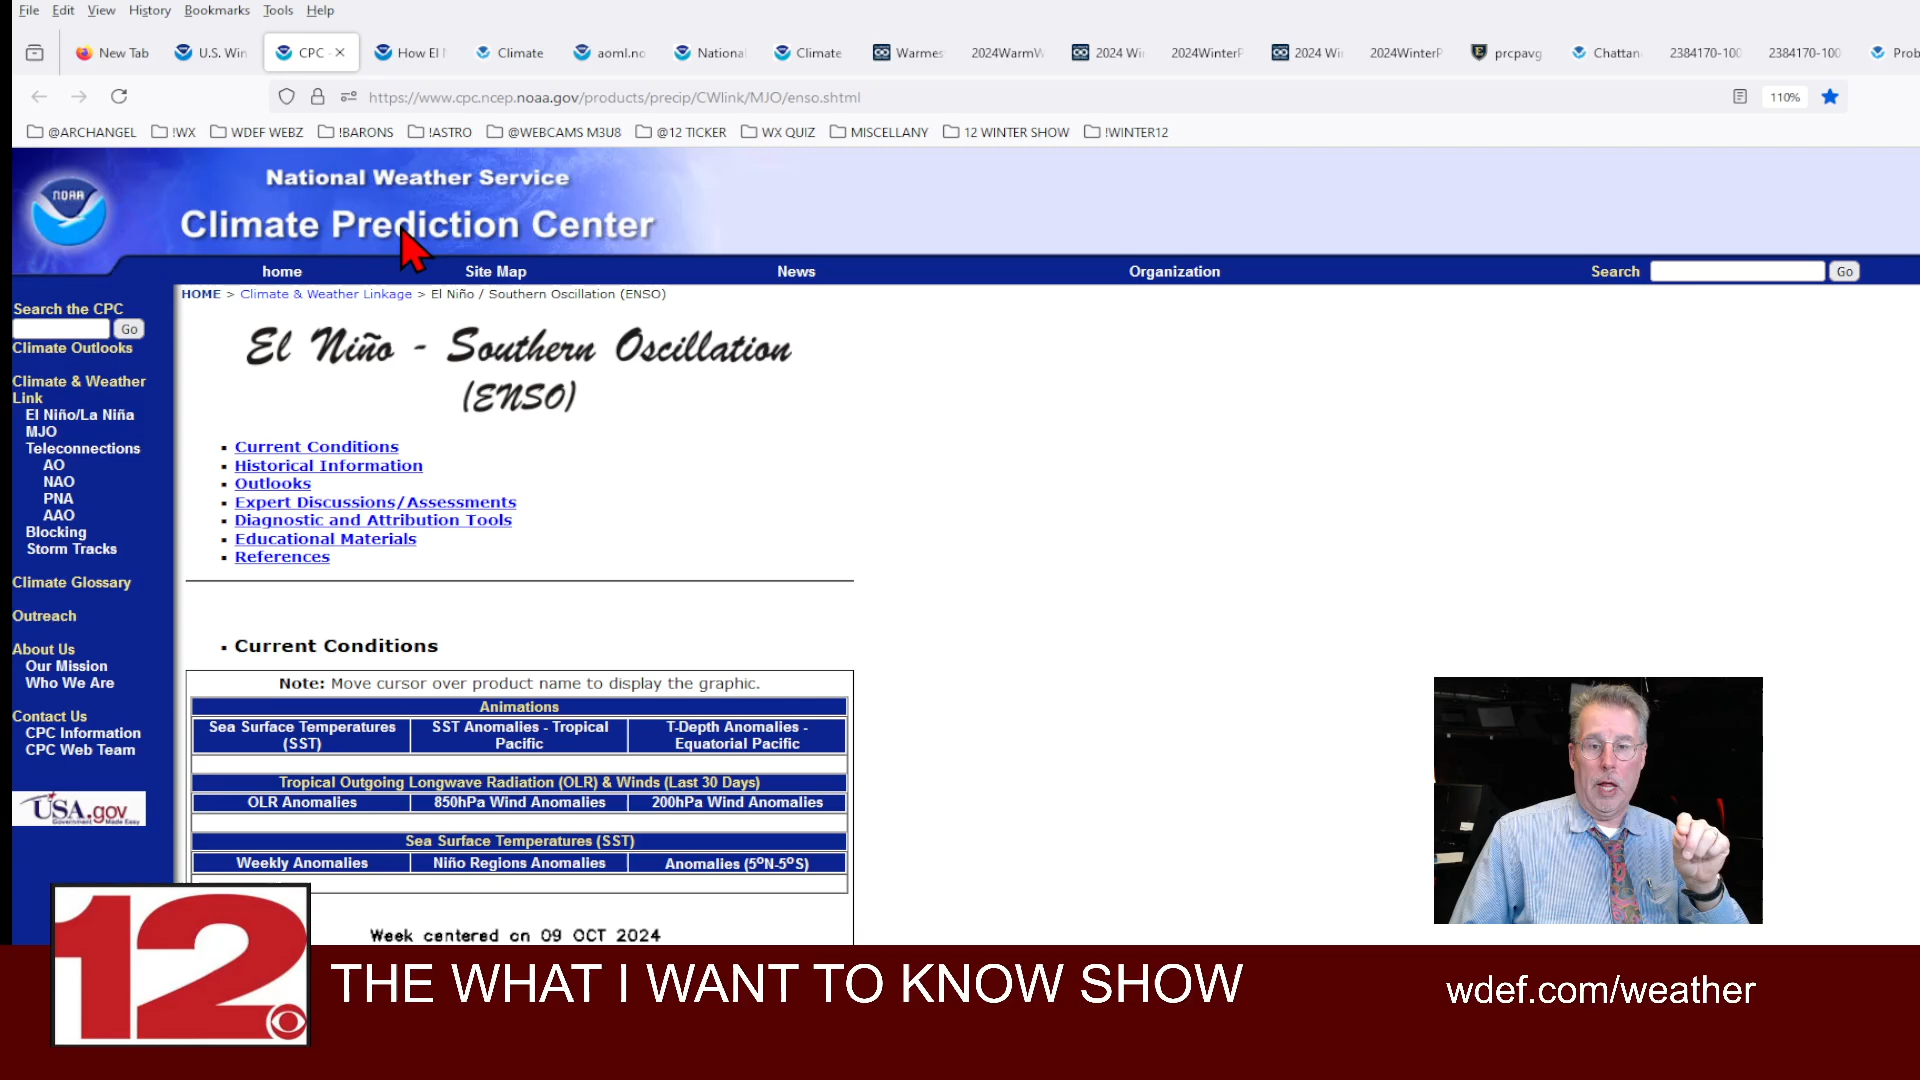 File Edit View History Bookmarks Tools Help
New Tab U.S. Win CPC - How El Climate aoml.no National Climate Warmes 2024WarmW 2024 Wi 2024WinterF 2024 Wi 2024WinterP prcpavg Chattan 2384170-100 2384170-100 Prob
https://www.cpc.ncep.noaa.gov/products/precip/CWlink/MJO/enso.shtml 110%
@ARCHANGEL !WX WDEF WEBZ !BARONS !ASTRO @WEBCAMS M3U8 @12 TICKER WX QUIZ MISCELLANY 12 WINTER SHOW !WINTER12
NOAA
National Weather Service
Climate Prediction Center
home Site Map News Organization Search Go
HOME > Climate & Weather Linkage > El Niño / Southern Oscillation (ENSO)
Search the CPC
Go
Climate Outlooks
Climate & Weather
Link
El Niño/La Niña
MJO
Teleconnections
AO
NAO
PNA
AAO
Blocking
Storm Tracks
Climate Glossary
Outreach
About Us
Our Mission
Who We Are
Contact Us
CPC Information
CPC Web Team
USA.gov
Government Made Easy
El Niño - Southern Oscillation
(ENSO)
Current Conditions
Historical Information
Outlooks
Expert Discussions/Assessments
Diagnostic and Attribution Tools
Educational Materials
References
Current Conditions
Note: Move cursor over product name to display the graphic.
Animations
Sea Surface Temperatures (SST) SST Anomalies - Tropical Pacific T-Depth Anomalies - Equatorial Pacific
Tropical Outgoing Longwave Radiation (OLR) & Winds (Last 30 Days)
OLR Anomalies 850hPa Wind Anomalies 200hPa Wind Anomalies
Sea Surface Temperatures (SST)
Weekly Anomalies Niño Regions Anomalies Anomalies (5ºN-5ºS)
Week centered on 09 OCT 2024
12
THE WHAT I WANT TO KNOW SHOW
wdef.com/weather